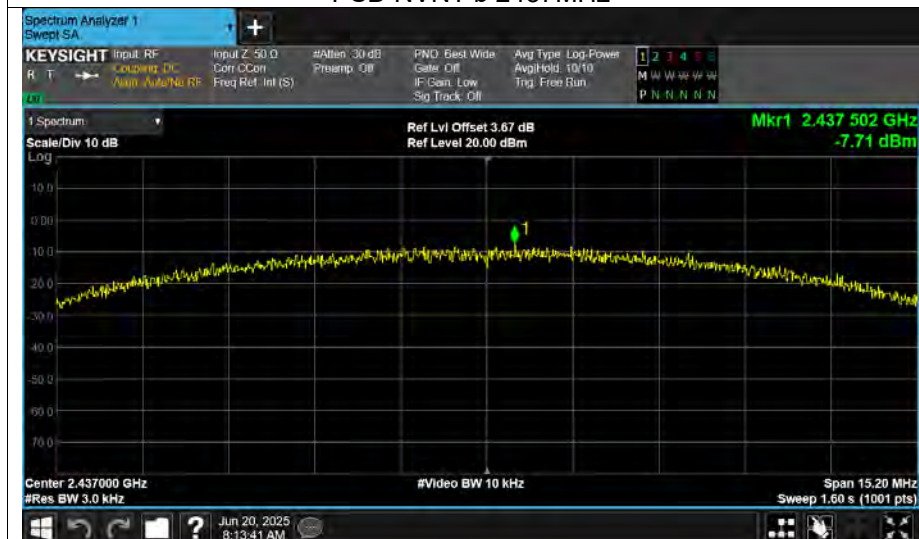 Spectrum Analyzer 1
Swept SA
+
KEYSIGHT Input: RF Input Z: 50 Ω #Atten: 30 dB PNO: Best Wide Avg Type: Log-Power 1 2 3 4 5 6
R T Coupling: DC Corr CCorr Preamp: Off Gate: Off Avg|Hold: 10/10 M W W W W W
Align: Auto/No RF Freq Ref: Int (S) IF Gain: Low Trig: Free Run
Sig Track: Off P N N N N N
1 Spectrum Ref Lvl Offset 3.67 dB Mkr1 2.437 502 GHz
Scale/Div 10 dB Ref Level 20.00 dBm -7.71 dBm
Log
10.0
0.00
1
-10.0
-20.0
-30.0
-40.0
-50.0
-60.0
-70.0
Center 2.437000 GHz #Video BW 10 kHz Span 15.20 MHz
#Res BW 3.0 kHz Sweep 1.60 s (1001 pts)
? Jun 20, 2025
8:13:41 AM